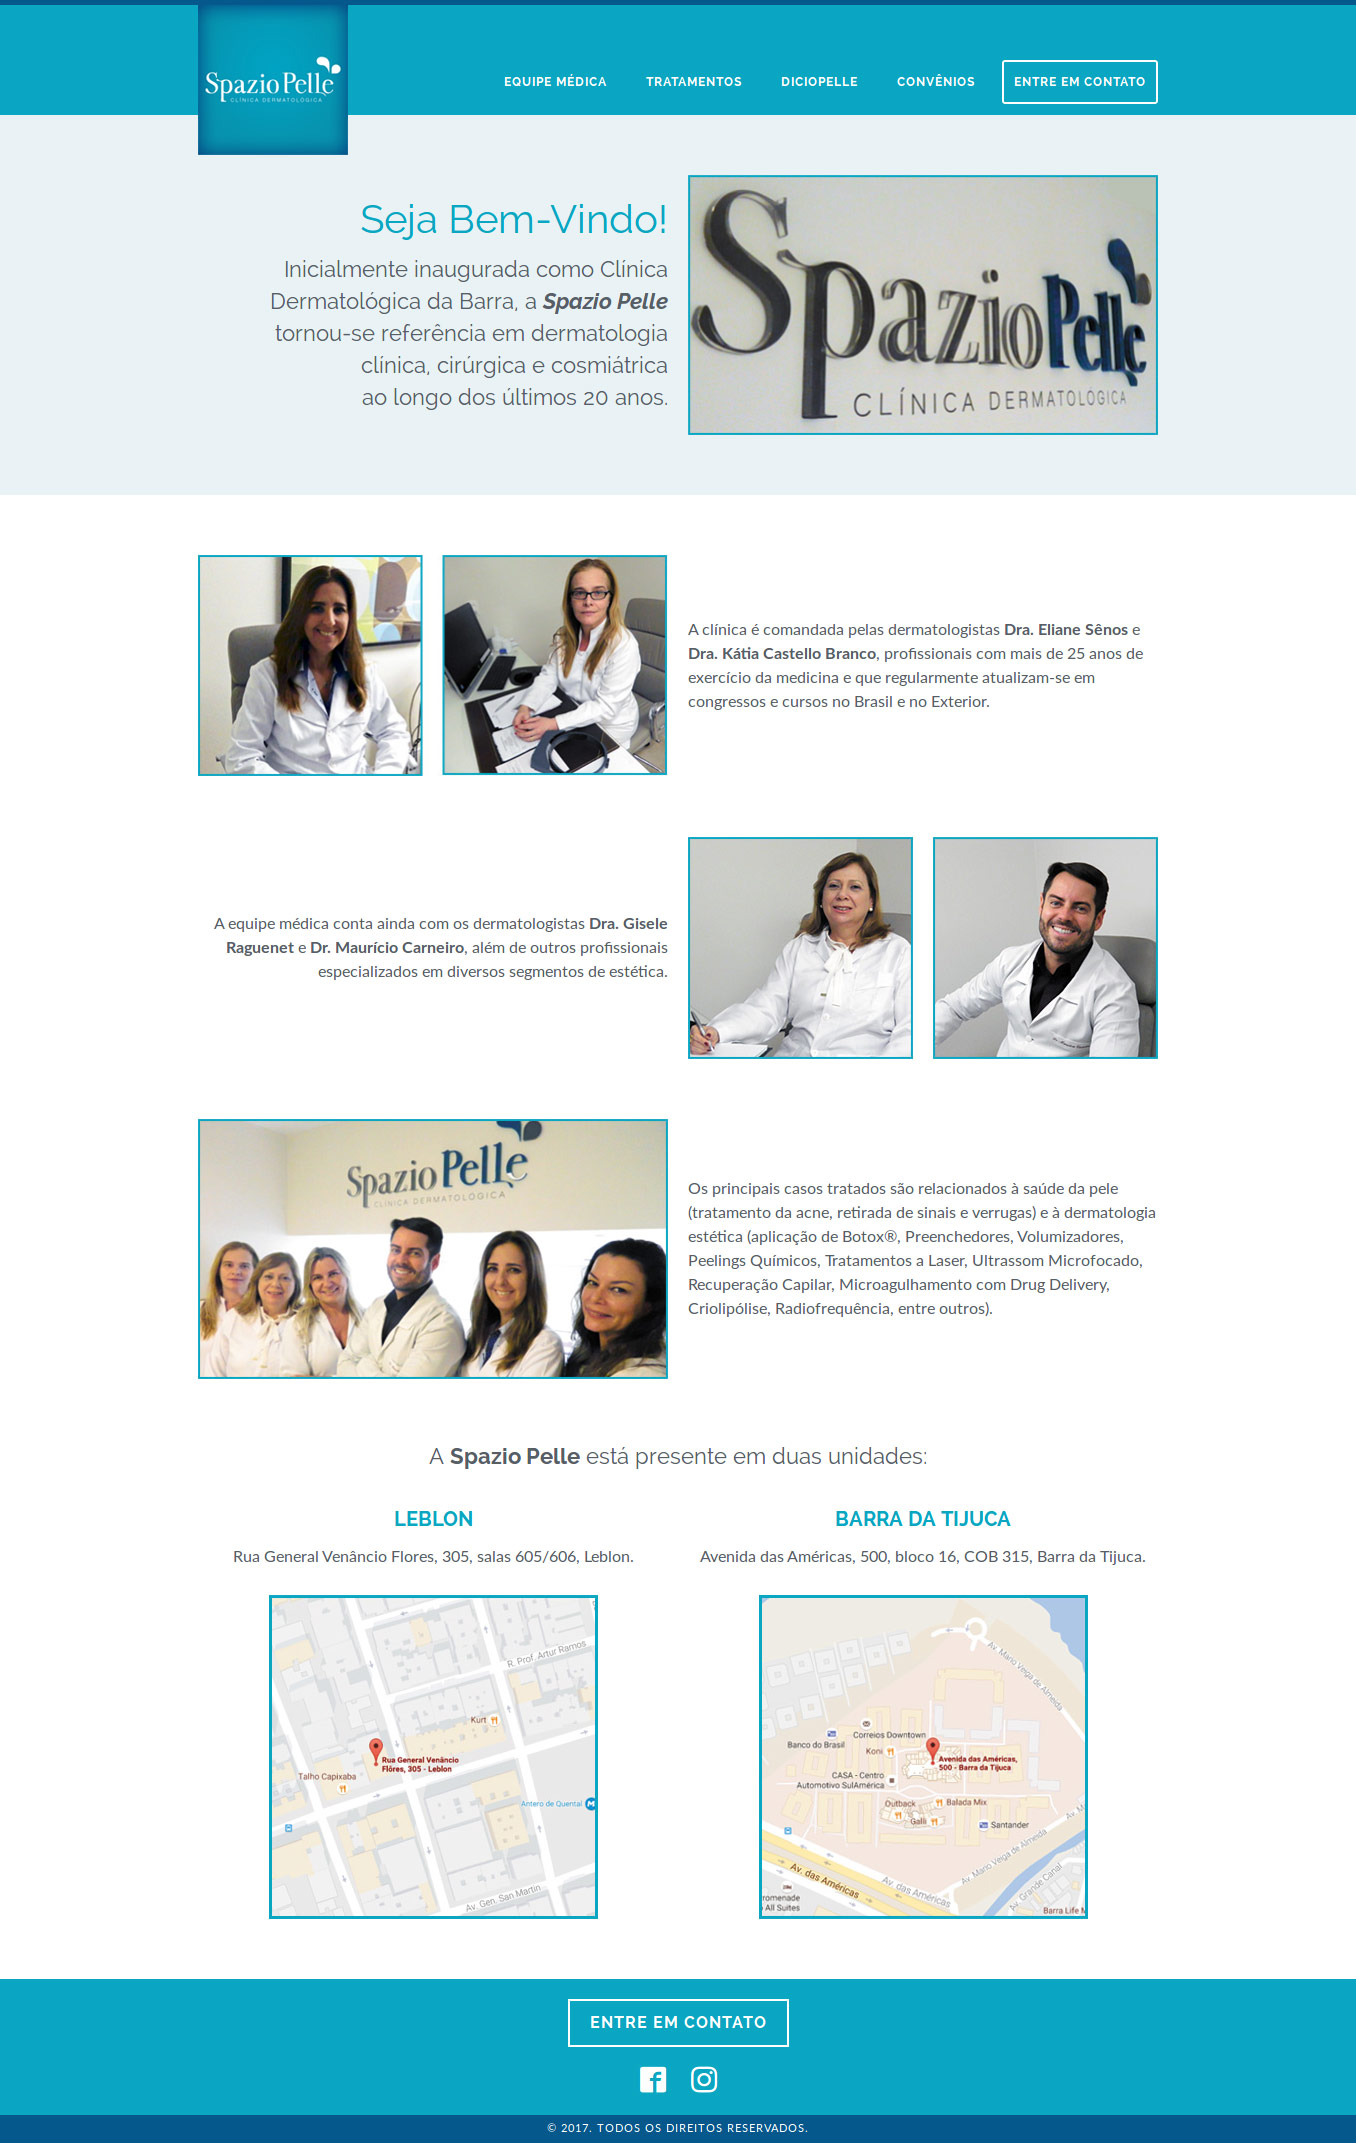 Spazio Pelle
CLÍNICA DERMATOLÓGICA
EQUIPE MÉDICA
TRATAMENTOS
DICIOPELLE
CONVÊNIOS
ENTRE EM CONTATO
Seja Bem-Vindo!
Inicialmente inaugurada como Clínica
Dermatológica da Barra, a Spazio Pelle
tornou-se referência em dermatologia
clínica, cirúrgica e cosmiátrica
ao longo dos últimos 20 anos.
Spazio Pelle
CLÍNICA DERMATOLÓGICA
A clínica é comandada pelas dermatologistas Dra. Eliane Sênos e
Dra. Kátia Castello Branco, profissionais com mais de 25 anos de
exercício da medicina e que regularmente atualizam-se em
congressos e cursos no Brasil e no Exterior.
A equipe médica conta ainda com os dermatologistas Dra. Gisele
Raguenet e Dr. Maurício Carneiro, além de outros profissionais
especializados em diversos segmentos de estética.
Spazio Pelle
CLÍNICA DERMATOLÓGICA
Os principais casos tratados são relacionados à saúde da pele
(tratamento da acne, retirada de sinais e verrugas) e à dermatologia
estética (aplicação de Botox®, Preenchedores, Volumizadores,
Peelings Químicos, Tratamentos a Laser, Ultrassom Microfocado,
Recuperação Capilar, Microagulhamento com Drug Delivery,
Criolipólise, Radiofrequência, entre outros).
A Spazio Pelle está presente em duas unidades:
LEBLON
Rua General Venâncio Flores, 305, salas 605/606, Leblon.
R. Prof. Artur Ramos
Kurt
Rua General Venâncio
Flôres, 305 - Leblon
Talho Capixaba
Antero de Quental
Av. Gen. San Martin
BARRA DA TIJUCA
Avenida das Américas, 500, bloco 16, COB 315, Barra da Tijuca.
Av. Mario Veiga de Almeida
Correios Downtown
Banco do Brasil
Koni
Avenida das Américas,
500 - Barra da Tijuca
CASA - Centro
Automotivo SulAmérica
Outback
Balada Mix
Galli
Santander
Av. M
Av. Mario Veiga de Almeida
Av. das Américas
Av. das Américas
Av. Grande Canal
romenade
All Suites
Barra Life M
ENTRE EM CONTATO
© 2017. TODOS OS DIREITOS RESERVADOS.